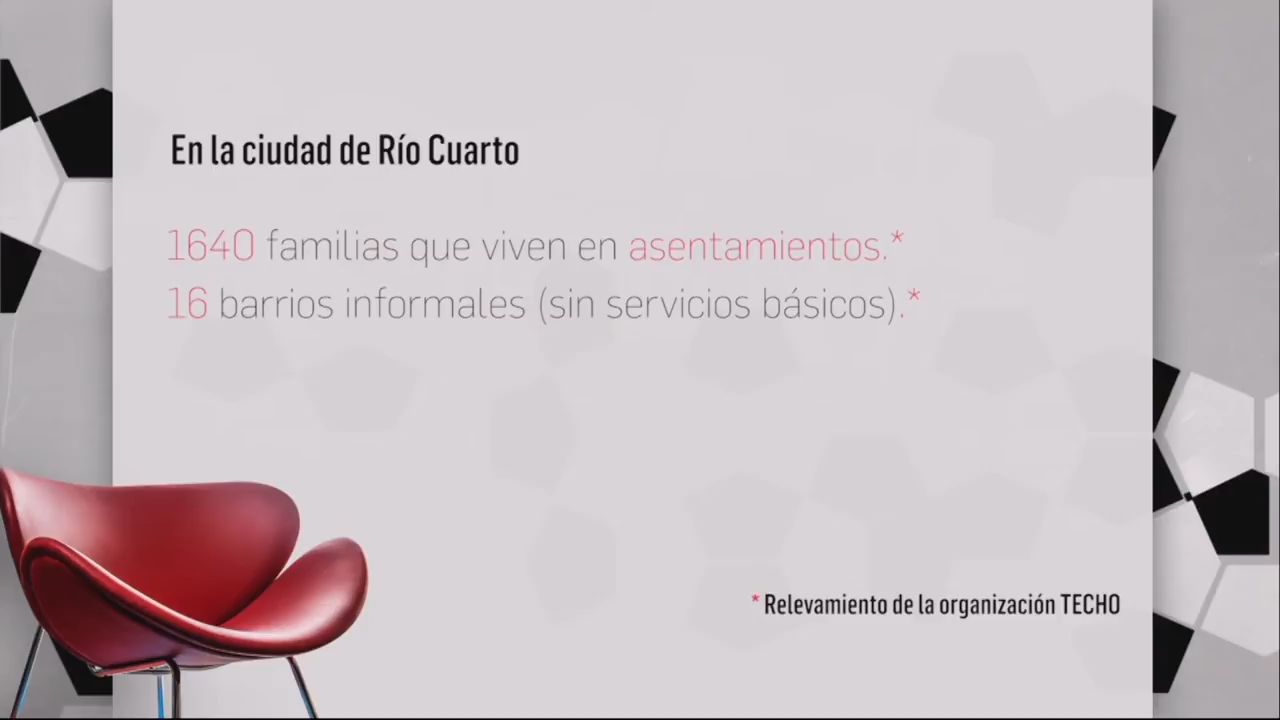 En la ciudad de Río Cuarto
1640 familias que viven en asentamientos.*
16 barrios informales (sin servicios básicos).*
* Relevamiento de la organización TECHO